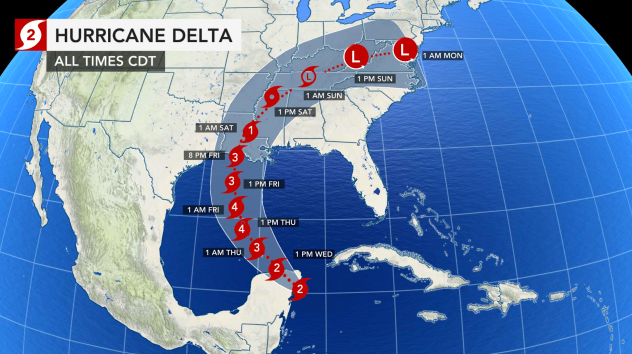 2 HURRICANE DELTA
ALL TIMES CDT
L
1 AM MON
L
1 PM SUN
L
1 AM SUN
1 PM SAT
1 AM SAT
1
8 PM FRI
3
3
1 PM FRI
1 AM FRI
4
1 PM THU
4
1 AM THU
3
1 PM WED
2
2